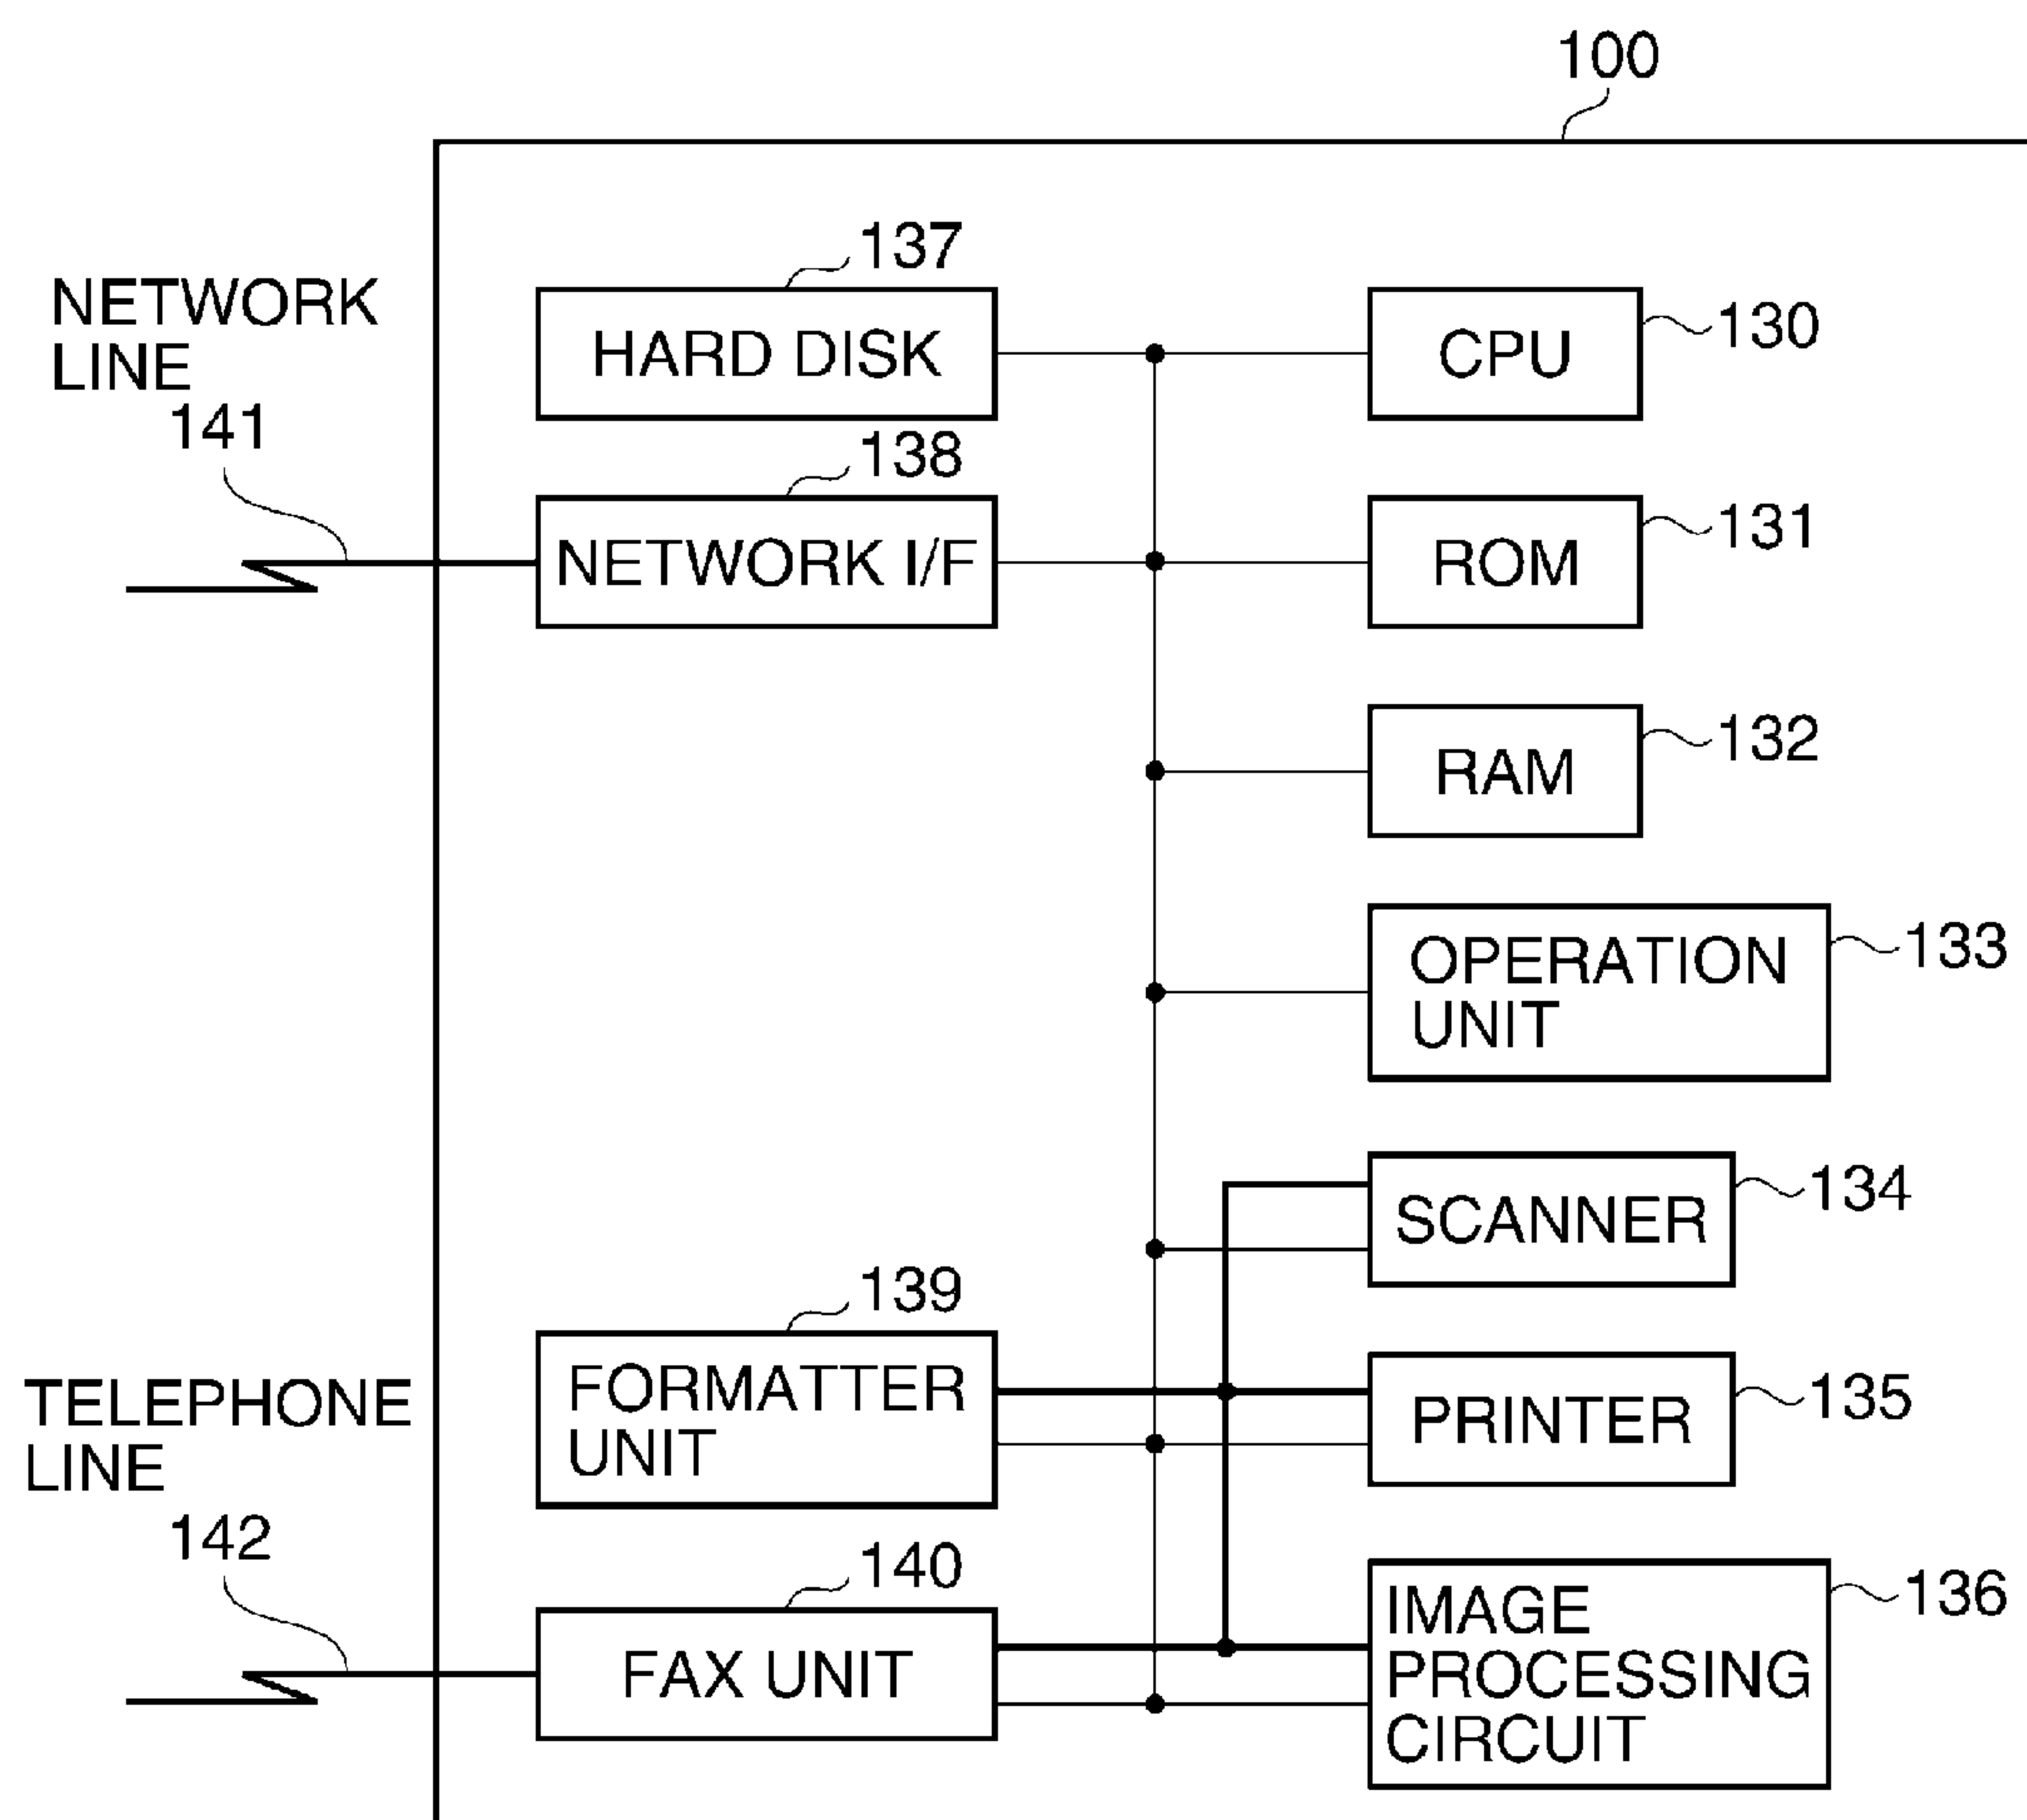 100
137
NETWORK
LINE
HARD DISK
CPU
130
141
138
NETWORK I/F
ROM
131
RAM
132
OPERATION
UNIT
133
SCANNER
134
139
FORMATTER
UNIT
PRINTER
135
TELEPHONE
LINE
142
140
FAX UNIT
IMAGE
PROCESSING
CIRCUIT
136